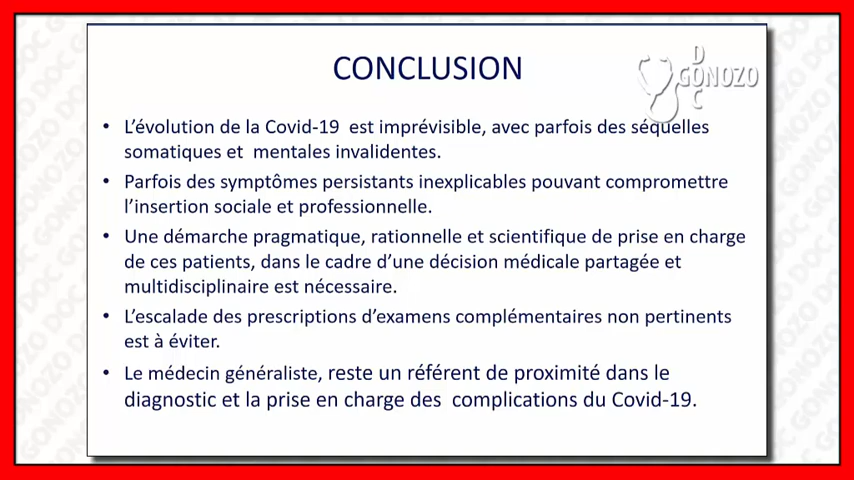 CONCLUSION
DOC
GONOZO
• L'évolution de la Covid-19 est imprévisible, avec parfois des séquelles
somatiques et mentales invalidentes.
• Parfois des symptômes persistants inexplicables pouvant compromettre
l'insertion sociale et professionnelle.
• Une démarche pragmatique, rationnelle et scientifique de prise en charge
de ces patients, dans le cadre d'une décision médicale partagée et
multidisciplinaire est nécessaire.
• L'escalade des prescriptions d'examens complémentaires non pertinents
est à éviter.
• Le médecin généraliste, reste un référent de proximité dans le
diagnostic et la prise en charge des complications du Covid-19.